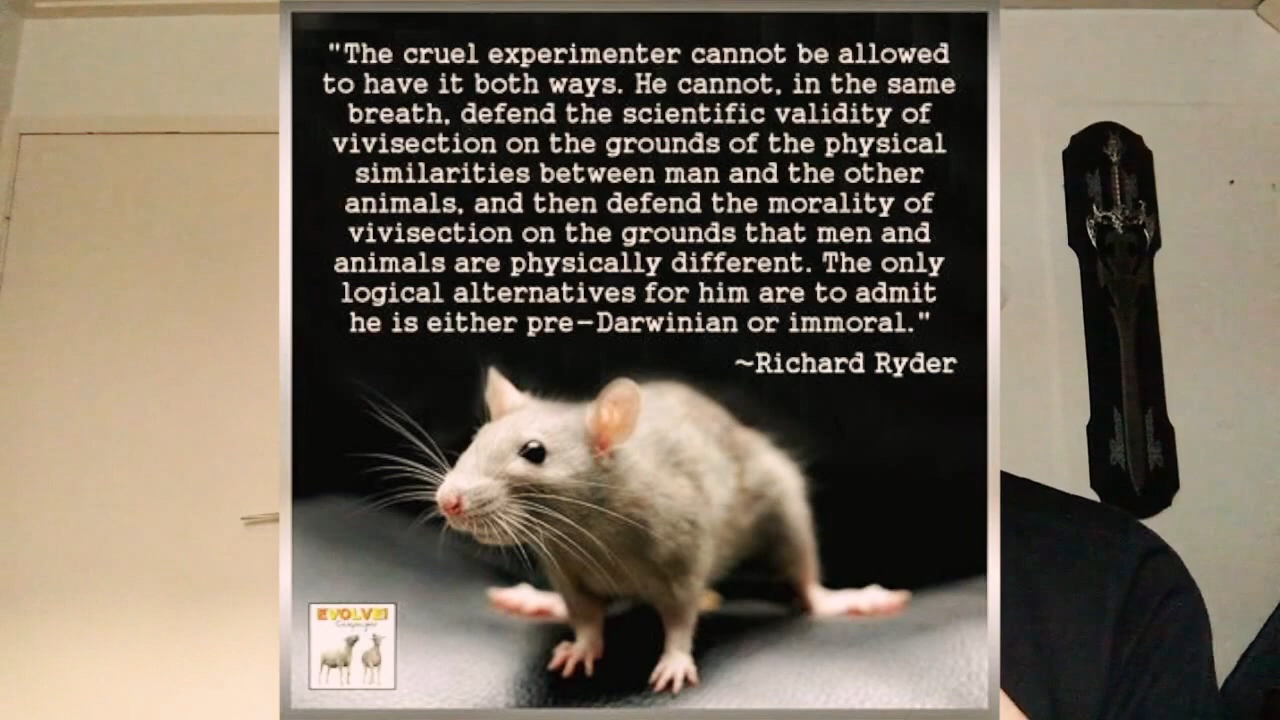 "The cruel experimenter cannot be allowed
to have it both ways. He cannot, in the same
breath, defend the scientific validity of
vivisection on the grounds of the physical
similarities between man and the other
animals, and then defend the morality of
vivisection on the grounds that men and
animals are physically different. The only
logical alternatives for him are to admit
he is either pre-Darwinian or immoral."
~Richard Ryder
EVOLVE!
Campaigns